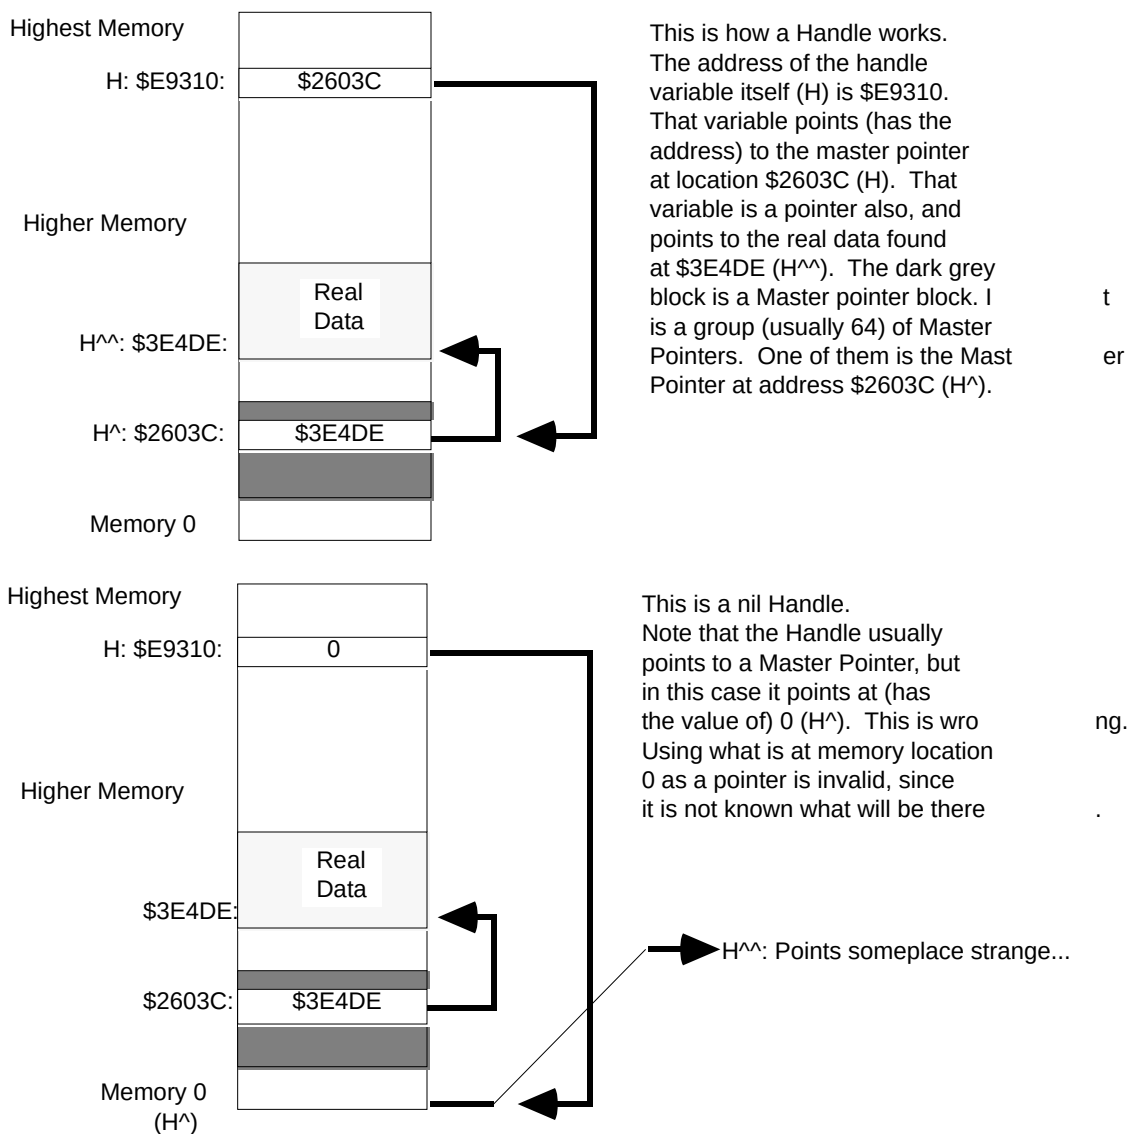 Highest Memory
H: $E9310:
$2603C
Higher Memory
Real
Data
H^^: $3E4DE:
H^: $2603C:
$3E4DE
Memory 0
This is how a Handle works.
The address of the handle
variable itself (H) is $E9310.
That variable points (has the
address) to the master pointer
at location $2603C (H).  That
variable is a pointer also, and
points to the real data found
at $3E4DE (H^^).  The dark grey
block is a Master pointer block. I t
is a group (usually 64) of Master
Pointers.  One of them is the Mast er
Pointer at address $2603C (H^).
Highest Memory
H: $E9310:
0
Higher Memory
Real
Data
$3E4DE:
$2603C:
$3E4DE
Memory 0
(H^)
This is a nil Handle.
Note that the Handle usually
points to a Master Pointer, but
in this case it points at (has
the value of) 0 (H^).  This is wro ng.
Using what is at memory location
0 as a pointer is invalid, since
it is not known what will be there .
H^^: Points someplace strange...